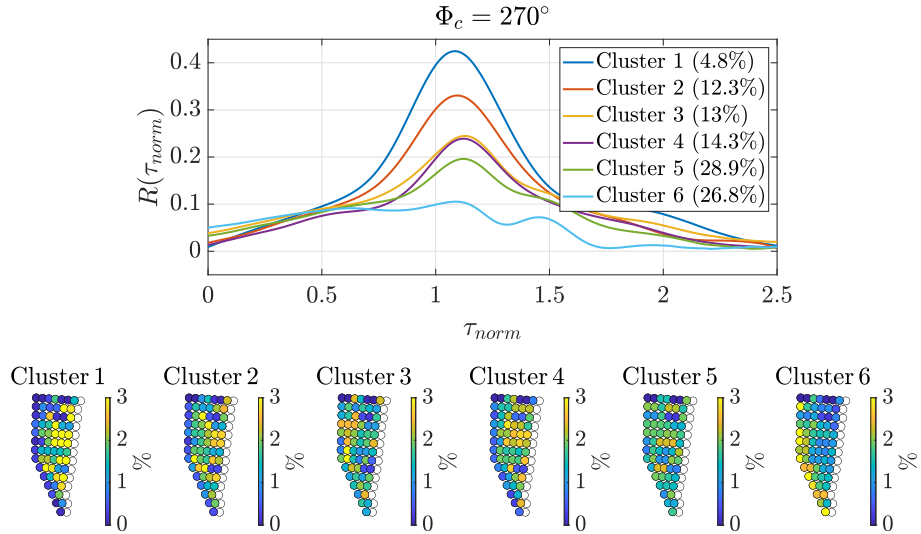 Φc = 270°
R(τnorm)
0.4
0.3
0.2
0.1
0
Cluster 1 (4.8%)
Cluster 2 (12.3%)
Cluster 3 (13%)
Cluster 4 (14.3%)
Cluster 5 (28.9%)
Cluster 6 (26.8%)
0 0.5 1 1.5 2 2.5
τnorm
Cluster 1 Cluster 2 Cluster 3 Cluster 4 Cluster 5 Cluster 6
3 3 3 3 3 3
2 2 2 2 2 2
% % % % % %
1 1 1 1 1 1
0 0 0 0 0 0